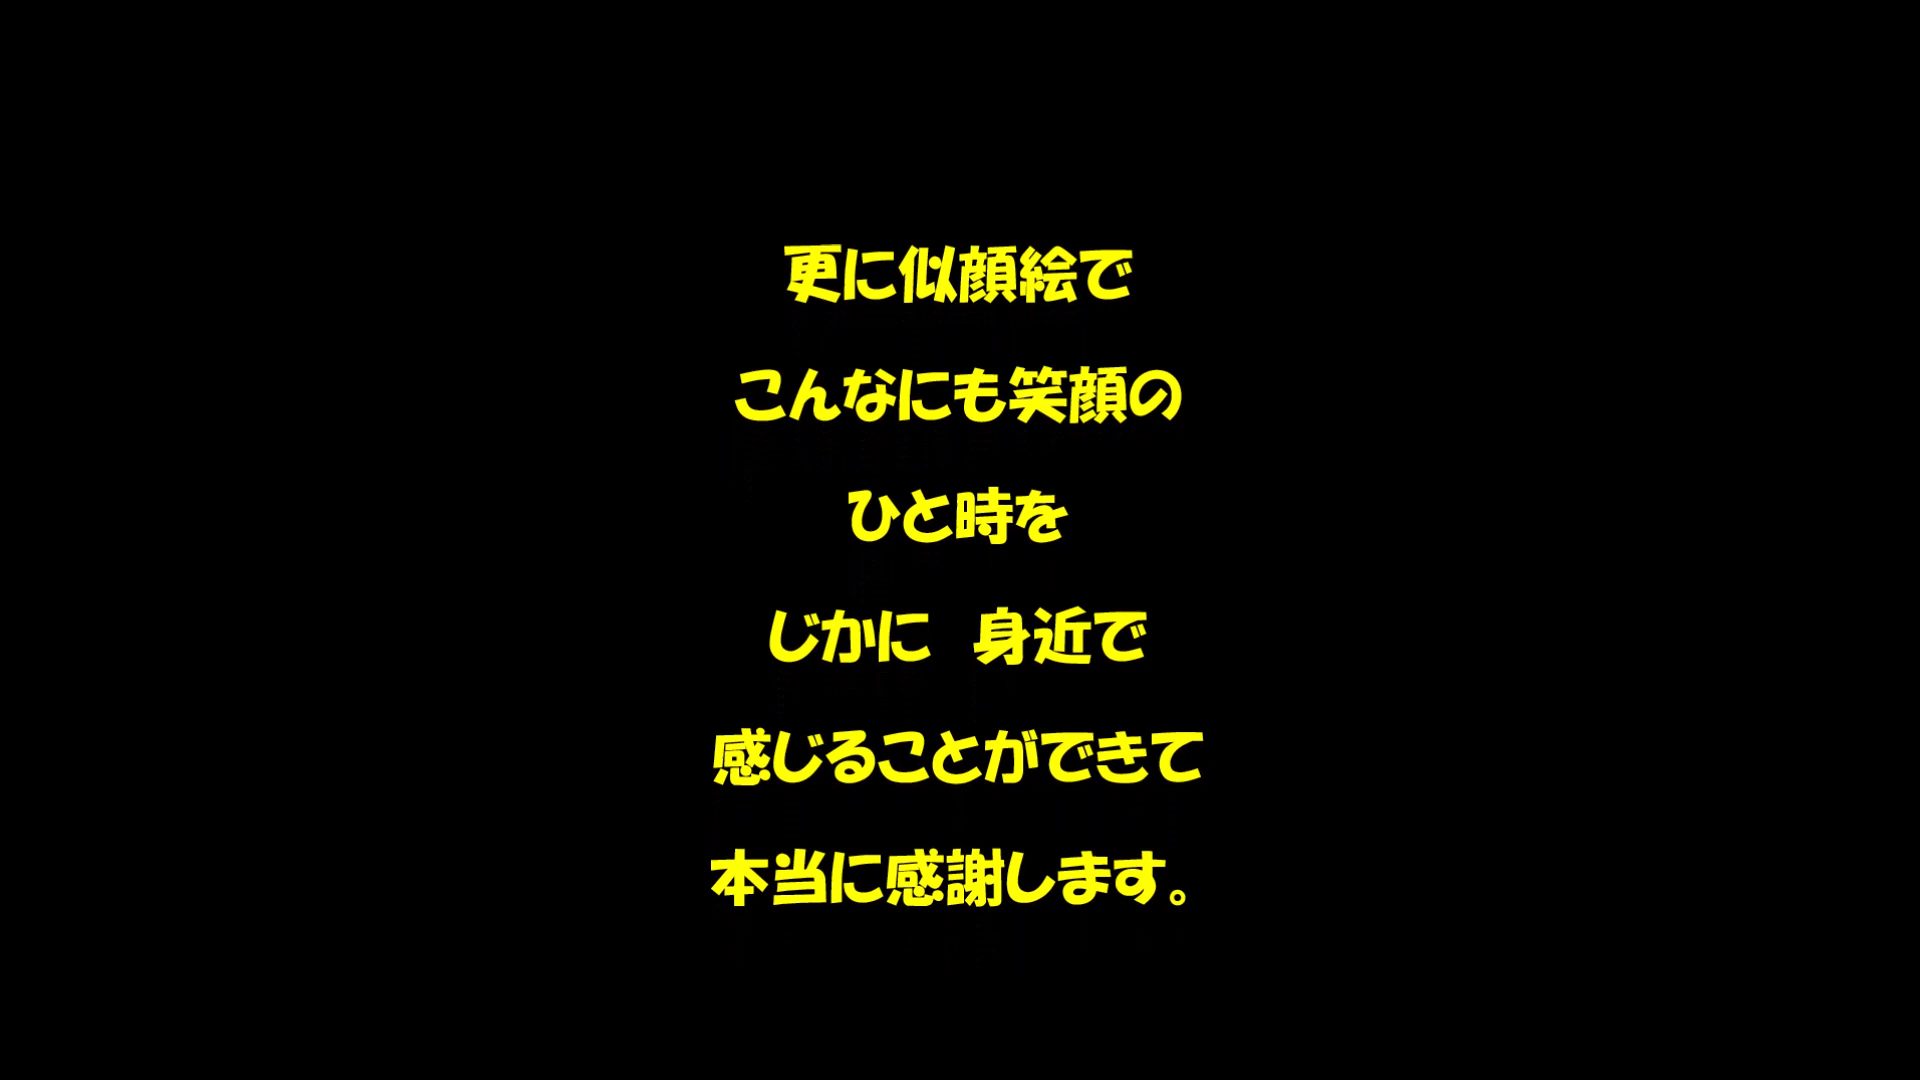 更に似顔絵で
こんなにも笑顔の
ひと時を
じかに　身近で
感じることができて
本当に感謝します。